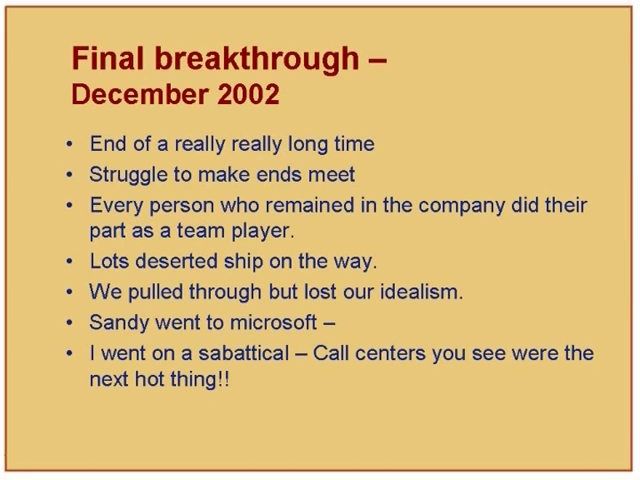 Final breakthrough –
December 2002
• End of a really really long time
• Struggle to make ends meet
• Every person who remained in the company did their
part as a team player.
• Lots deserted ship on the way.
• We pulled through but lost our idealism.
• Sandy went to microsoft –
• I went on a sabattical – Call centers you see were the
next hot thing!!